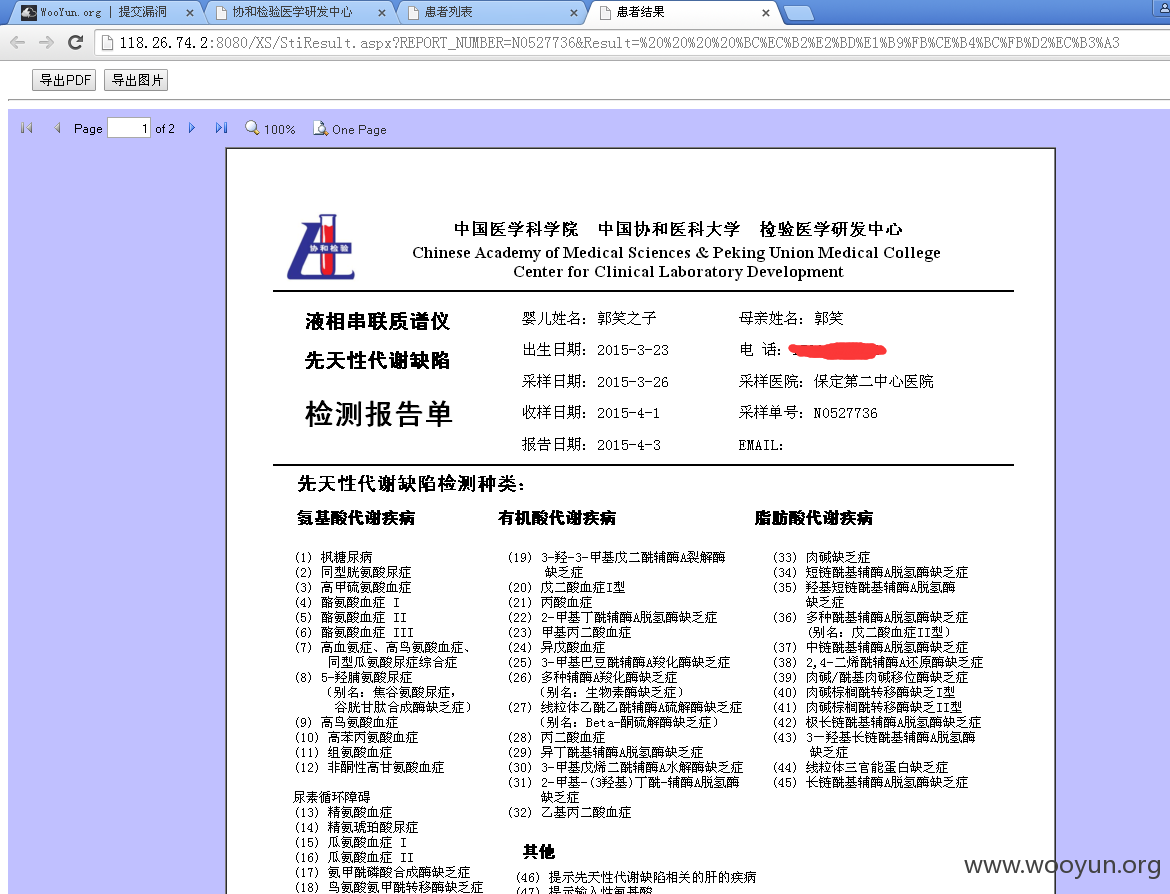 WooYun.org | 提交漏洞
协和检验医学研发中心
患者列表
患者结果
118.26.74.2:8080/XS/StiResult.aspx?REPORT_NUMBER=N0527736&Result=%20%20%20%20%BC%EC%B2%E2%BD%E1%B9%FB%CE%B4%BC%FB%D2%EC%B3%A3
导出PDF 导出图片
Page 1 of 2 100% One Page
协和检验
中国医学科学院 中国协和医科大学 检验医学研发中心
Chinese Academy of Medical Sciences & Peking Union Medical College
Center for Clinical Laboratory Development
液相串联质谱仪
先天性代谢缺陷
检测报告单
婴儿姓名: 郭笑之子
母亲姓名: 郭笑
出生日期: 2015-3-23
电 话:
采样日期: 2015-3-26
采样医院: 保定第二中心医院
收样日期: 2015-4-1
采样单号: N0527736
报告日期: 2015-4-3
EMAIL:
先天性代谢缺陷检测种类:
氨基酸代谢疾病
(1) 枫糖尿病
(2) 同型胱氨酸尿症
(3) 高甲硫氨酸血症
(4) 酪氨酸血症 I
(5) 酪氨酸血症 II
(6) 酪氨酸血症 III
(7) 高血氨症、高鸟氨酸血症、
同型瓜氨酸尿症综合症
(8) 5-羟脯氨酸尿症
(别名: 焦谷氨酸尿症,
谷胱甘肽合成酶缺乏症)
(9) 高鸟氨酸血症
(10) 高苯丙氨酸血症
(11) 组氨酸血症
(12) 非酮性高甘氨酸血症
尿素循环障碍
(13) 精氨酸血症
(14) 精氨琥珀酸尿症
(15) 瓜氨酸血症 I
(16) 瓜氨酸血症 II
(17) 氨甲酰磷酸合成酶缺乏症
(18) 鸟氨酸氨甲酰转移酶缺乏症
有机酸代谢疾病
(19) 3-羟-3-甲基戊二酰辅酶A裂解酶
缺乏症
(20) 戊二酸血症I型
(21) 丙酸血症
(22) 2-甲基丁酰辅酶A脱氢酶缺乏症
(23) 甲基丙二酸血症
(24) 异戊酸血症
(25) 3-甲基巴豆酰辅酶A羧化酶缺乏症
(26) 多种辅酶A羧化酶缺乏症
(别名: 生物素酶缺乏症)
(27) 线粒体乙酰乙酰辅酶A硫解酶缺乏症
(别名: Beta-酮硫解酶缺乏症)
(28) 丙二酸血症
(29) 异丁酰基辅酶A脱氢酶缺乏症
(30) 3-甲基戊烯二酰辅酶A水解酶缺乏症
(31) 2-甲基-(3羟基)丁酰-辅酶A脱氢酶
缺乏症
(32) 乙基丙二酸血症
其他
(46) 提示先天性代谢缺陷相关的肝的疾病
(47) 提示输入性氨基酸
脂肪酸代谢疾病
(33) 肉碱缺乏症
(34) 短链酰基辅酶A脱氢酶缺乏症
(35) 羟基短链酰基辅酶A脱氢酶
缺乏症
(36) 多种酰基辅酶A脱氢酶缺乏症
(别名: 戊二酸血症II型)
(37) 中链酰基辅酶A脱氢酶缺乏症
(38) 2,4-二烯酰辅酶A还原酶缺乏症
(39) 肉碱/酰基肉碱移位酶缺乏症
(40) 肉碱棕榈酰转移酶缺乏I型
(41) 肉碱棕榈酰转移酶缺乏II型
(42) 极长链酰基辅酶A脱氢酶缺乏症
(43) 3一羟基长链酰基辅酶A脱氢酶
缺乏症
(44) 线粒体三官能蛋白缺乏症
(45) 长链酰基辅酶A脱氢酶缺乏症
www.wooyun.org